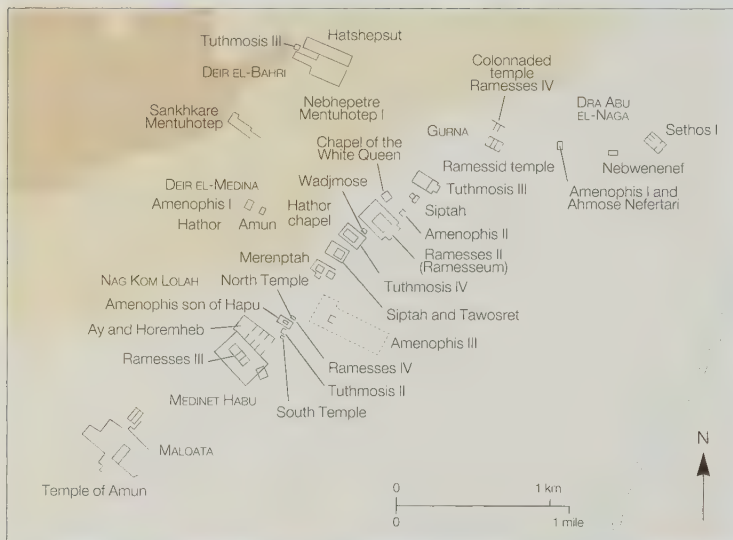 Tuthmosis III
Hatshepsut
DEIR EL-BAHRI
Nebhepetre
Mentuhotep I
Sankhkare
Mentuhotep
Colonnaded
temple
Ramesses IV
DRA ABU
EL-NAGA
GURNA
Sethos I
Chapel of the
White Queen
Ramessid temple
Nebwenenef
Tuthmosis III
Amenophis I and
Ahmose Nefertari
Wadjmose
Siptah
DEIR EL-MEDINA
Amenophis I
Hathor
Amun
Hathor
chapel
Amenophis II
Ramesses II
(Ramesseum)
Merenptah
Tuthmosis IV
NAG KOM LOLAH
North Temple
Siptah and Tawosret
Amenophis son of Hapu
Ay and Horemheb
Amenophis III
Ramesses III
Ramesses IV
Tuthmosis II
MEDINET HABU
South Temple
MALQATA
Temple of Amun
N
0 1 km
0 1 mile